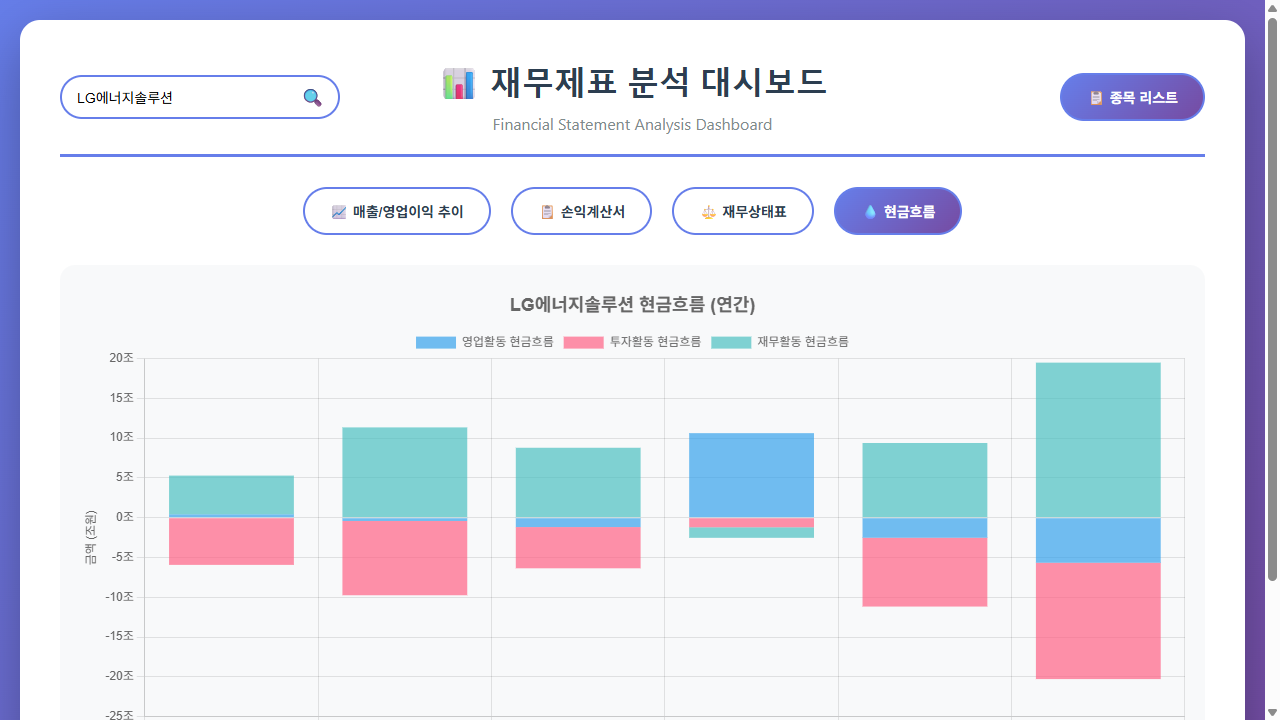 LG에너지솔루션
재무제표 분석 대시보드
Financial Statement Analysis Dashboard
종목 리스트
매출/영업이익 추이
손익계산서
재무상태표
현금흐름
LG에너지솔루션 현금흐름 (연간)
영업활동 현금흐름
투자활동 현금흐름
재무활동 현금흐름
금액 (조원)
20조
15조
10조
5조
0조
-5조
-10조
-15조
-20조
-25조